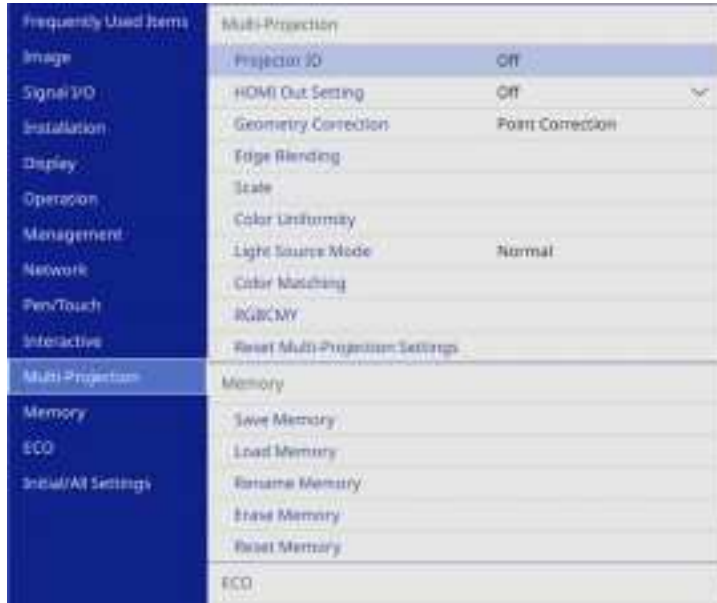 Frequently Used Items
Image
Signal I/O
Installation
Display
Operation
Management
Network
Pen/Touch
Interactive
Multi-Projection
Memory
ECO
Initial/All Settings
Multi-Projection
Projector ID Off
HDMI Out Setting Off
Geometry Correction Point Correction
Edge Blending
Scale
Color Uniformity
Light Source Mode Normal
Color Matching
RGBCMY
Reset Multi-Projection Settings
Memory
Save Memory
Load Memory
Rename Memory
Erase Memory
Reset Memory
ECO